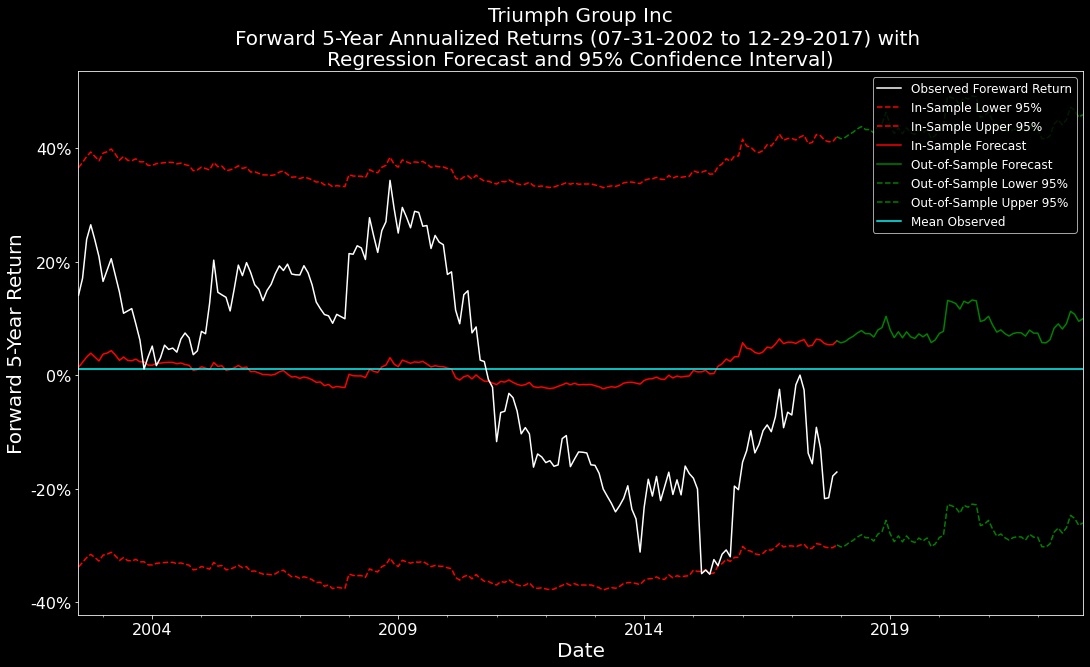 Triumph Group Inc
Forward 5-Year Annualized Returns (07-31-2002 to 12-29-2017) with
Regression Forecast and 95% Confidence Interval)
Observed Foreward Return
In-Sample Lower 95%
In-Sample Upper 95%
In-Sample Forecast
Out-of-Sample Forecast
Out-of-Sample Lower 95%
Out-of-Sample Upper 95%
Mean Observed
Forward 5-Year Return
40%
20%
0%
-20%
-40%
2004
2009
2014
2019
Date